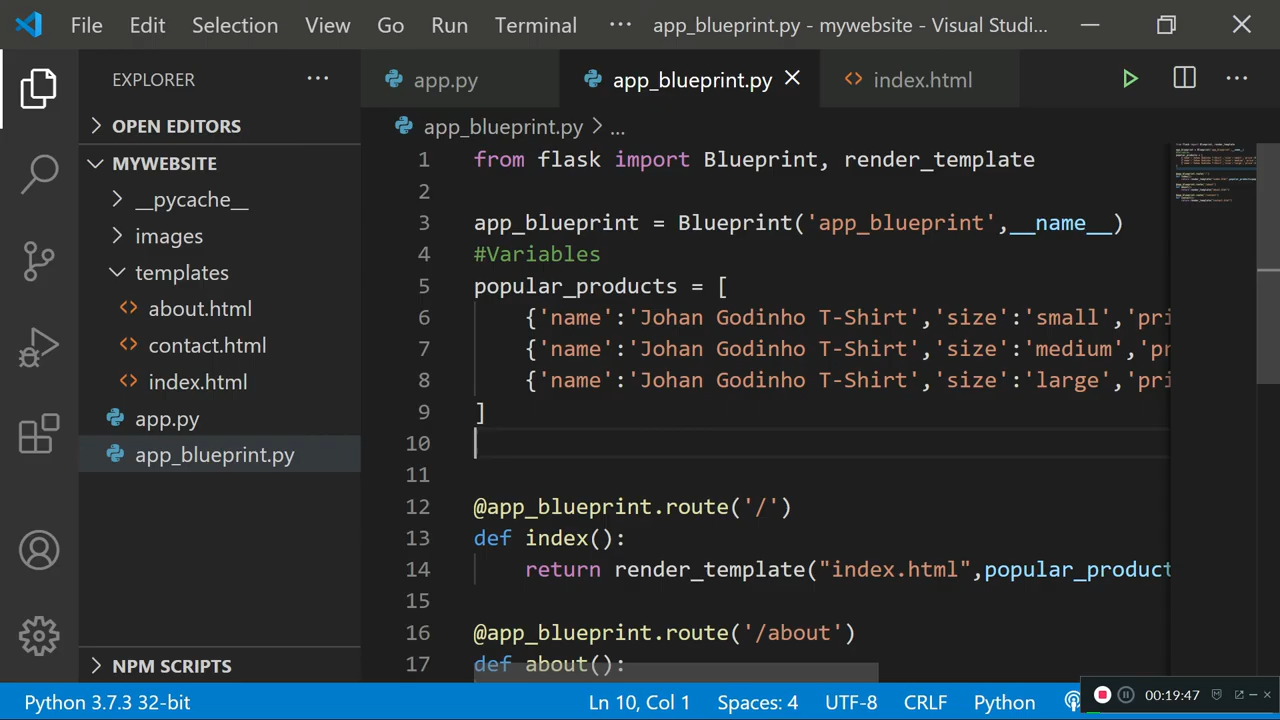 File Edit Selection View Go Run Terminal ··· app_blueprint.py - mywebsite - Visual Studi...
EXPLORER ···
OPEN EDITORS
MYWEBSITE
__pycache__
images
templates
about.html
contact.html
index.html
app.py
app_blueprint.py
NPM SCRIPTS
app.py app_blueprint.py index.html
app_blueprint.py > ...
1 from flask import Blueprint, render_template
2
3 app_blueprint = Blueprint('app_blueprint',__name__)
4 #Variables
5 popular_products = [
6 {'name':'Johan Godinho T-Shirt','size':'small','pri
7 {'name':'Johan Godinho T-Shirt','size':'medium','pr
8 {'name':'Johan Godinho T-Shirt','size':'large','pri
9 ]
10
11
12 @app_blueprint.route('/')
13 def index():
14 return render_template("index.html",popular_product
15
16 @app_blueprint.route('/about')
17 def about():
Python 3.7.3 32-bit Ln 10, Col 1 Spaces: 4 UTF-8 CRLF Python 00:19:47